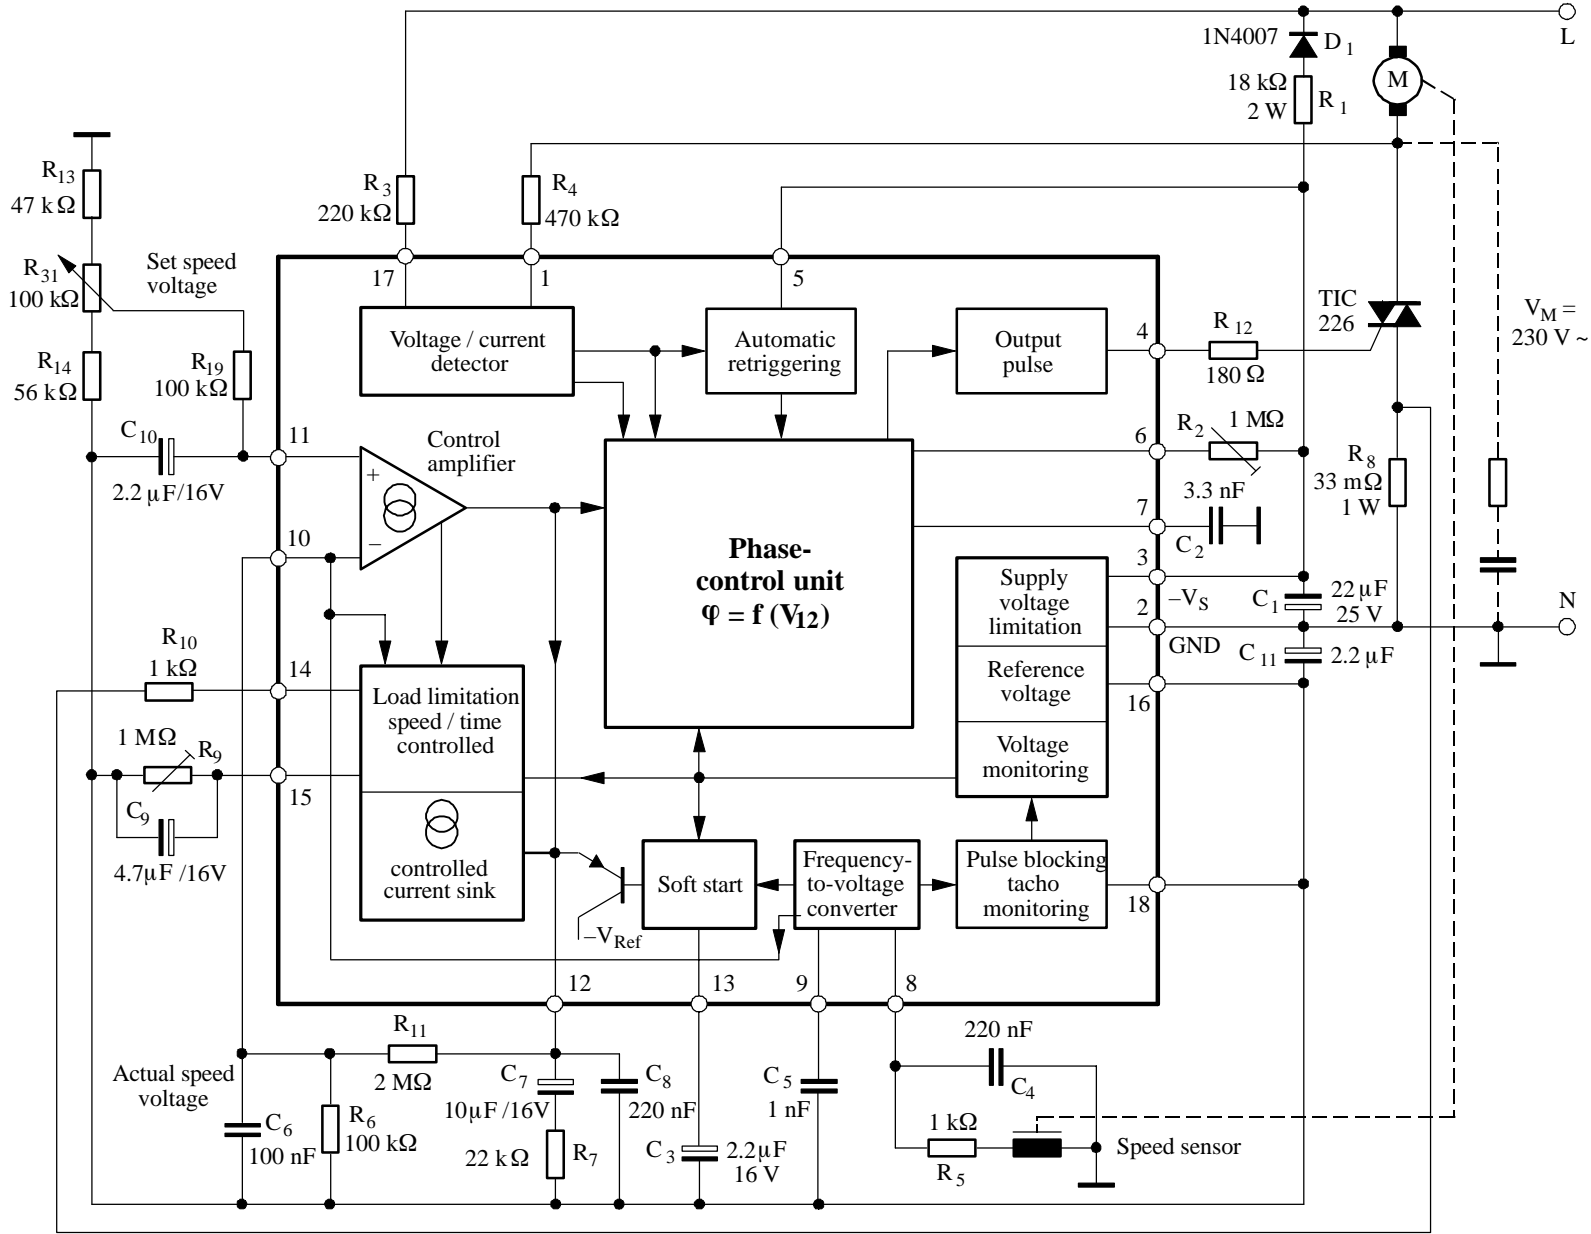 L
1N4007 D1
18 kΩ
2 W
R1
M
R13
47 kΩ
R3
220 kΩ
R4
470 kΩ
R31
100 kΩ
Set speed
voltage
17
1
5
TIC
226
VM =
230 V ~
Voltage / current
detector
Automatic
retriggering
Output
pulse
4
R12
180 Ω
R14
56 kΩ
R19
100 kΩ
C10
2.2 µF/16V
11
Control
amplifier
+
–
10
6
R2
1 MΩ
R8
33 mΩ
1 W
3.3 nF
7
C2
Phase-
control unit
φ = f (V12)
3
–VS
2
GND
Supply
voltage
limitation
C1
22 µF
25 V
N
C11
2.2 µF
Reference
voltage
16
Voltage
monitoring
R10
1 kΩ
14
Load limitation
speed / time
controlled
1 MΩ
R9
15
C9
4.7µF /16V
controlled
current sink
–VRef
Soft start
Frequency-
to-voltage
converter
Pulse blocking
tacho
monitoring
18
12
13
9
8
R11
2 MΩ
Actual speed
voltage
C6
100 nF
R6
100 kΩ
C7
10µF /16V
22 kΩ
R7
C8
220 nF
C3
2.2µF
16 V
C5
1 nF
220 nF
C4
1 kΩ
R5
Speed sensor